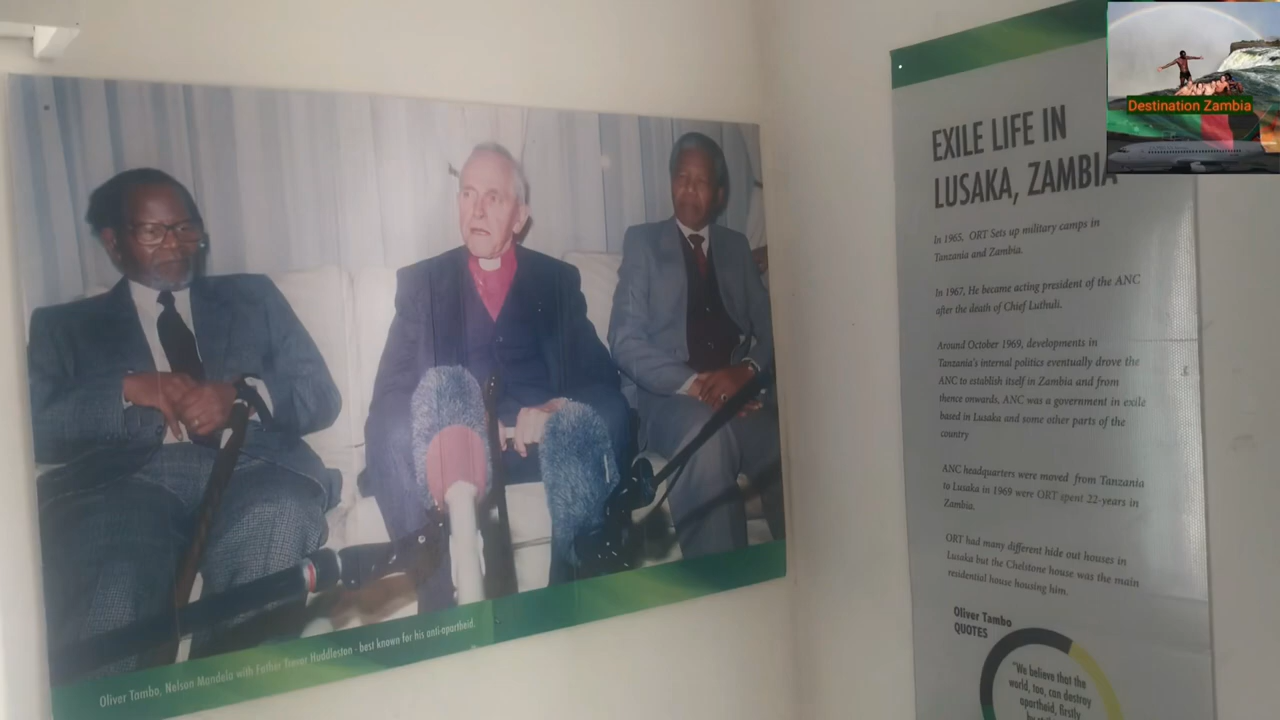 Destination Zambia
EXILE LIFE IN
LUSAKA, ZAMBIA
In 1965, ORT Sets up military camps in
Tanzania and Zambia.
In 1967, He became acting president of the ANC
after the death of Chief Luthuli.
Around October 1969, developments in
Tanzania's internal politics eventually drove the
ANC to establish itself in Zambia and from
thence onwards, ANC was a government in exile
based in Lusaka and some other parts of the
country
ANC headquarters were moved from Tanzania
to Lusaka in 1969 were ORT spent 22-years in
Zambia.
ORT had many different hide out houses in
Lusaka but the Chelstone house was the main
residential house housing him.
Oliver Tambo
QUOTES
"We believe that the
world, too, can destroy
apartheid, firstly
Oliver Tambo, Nelson Mandela with Father Trevor Huddleston - best known for his anti-apartheid.